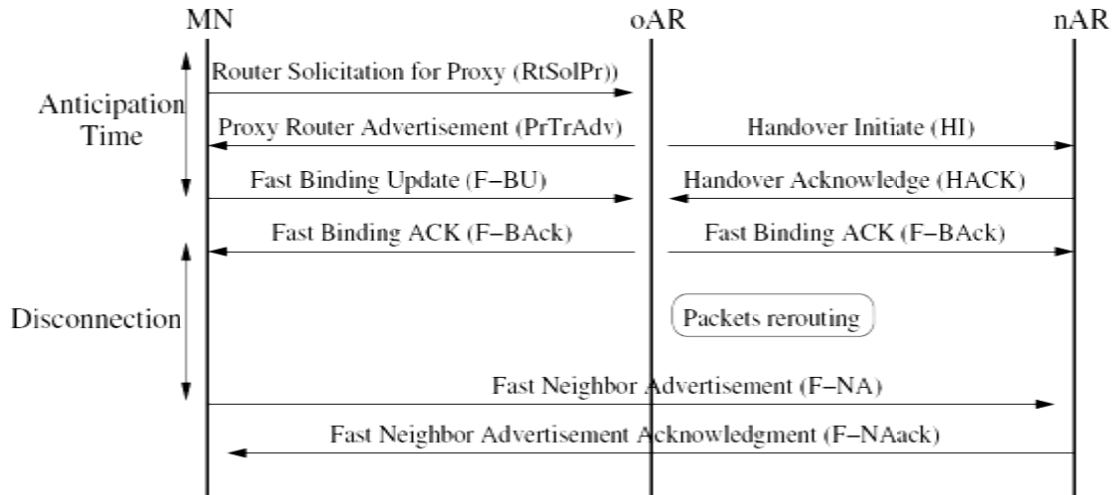 MN oAR nAR
Router Solicitation for Proxy (RtSolPr))
Anticipation
Time
Proxy Router Advertisement (PrTrAdv) Handover Initiate (HI)
Fast Binding Update (F-BU) Handover Acknowledge (HACK)
Fast Binding ACK (F-BAck) Fast Binding ACK (F-BAck)
Disconnection
Packets rerouting
Fast Neighbor Advertisement (F-NA)
Fast Neighbor Advertisement Acknowledgment (F-NAack)